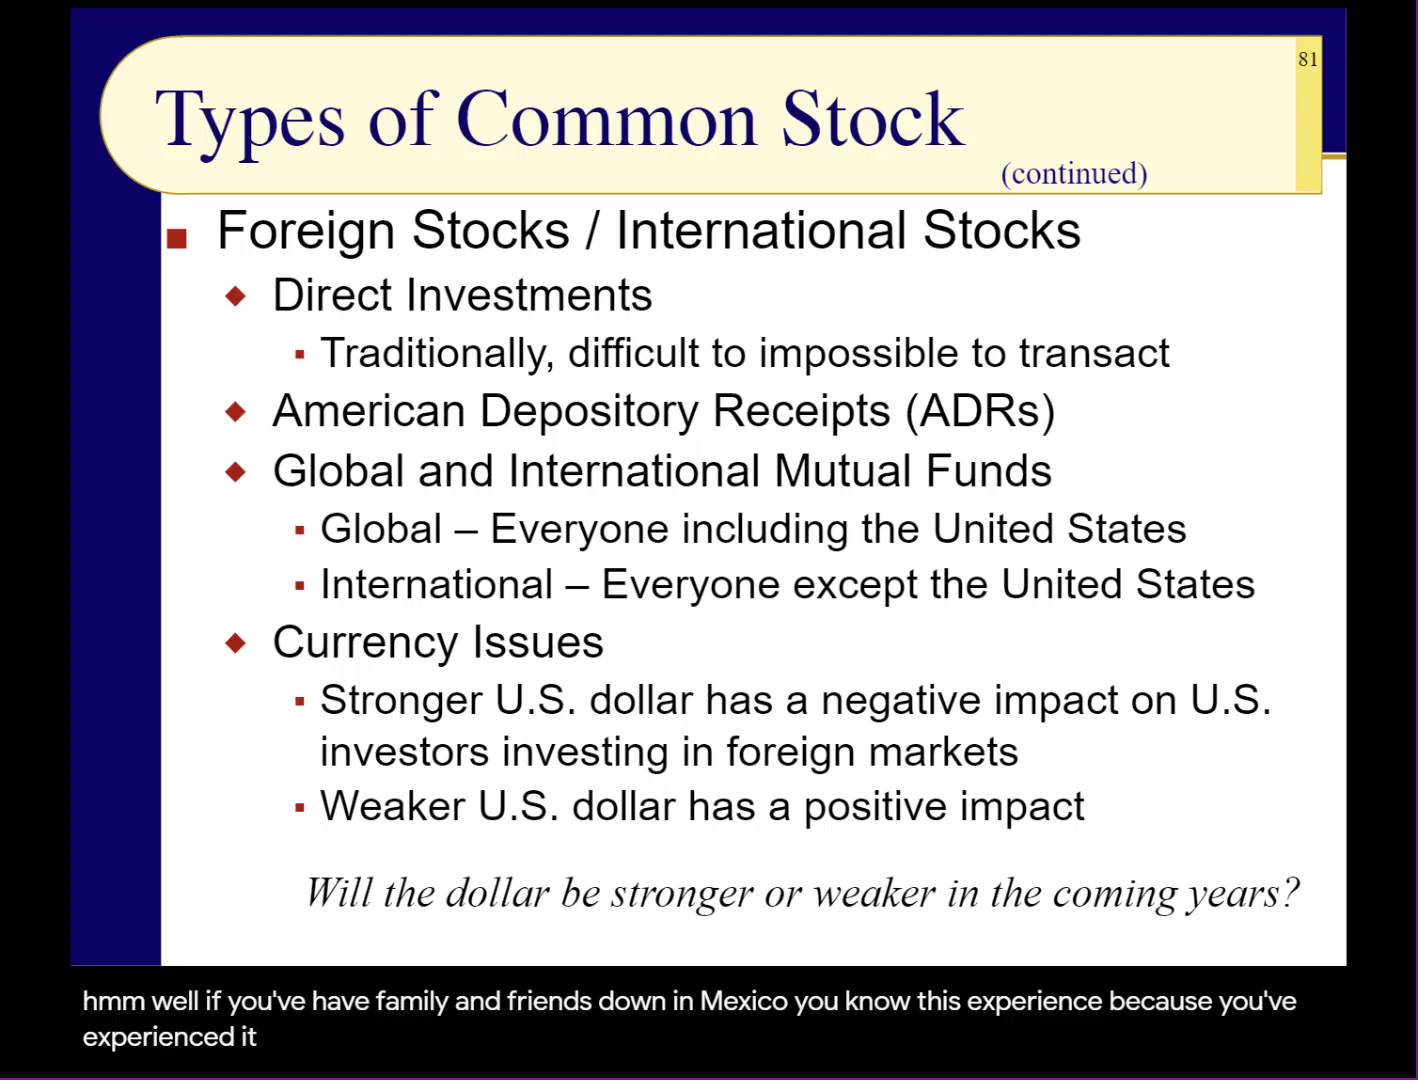 81
Types of Common Stock
(continued)
Foreign Stocks / International Stocks
Direct Investments
Traditionally, difficult to impossible to transact
American Depository Receipts (ADRs)
Global and International Mutual Funds
Global – Everyone including the United States
International – Everyone except the United States
Currency Issues
Stronger U.S. dollar has a negative impact on U.S.
investors investing in foreign markets
Weaker U.S. dollar has a positive impact
Will the dollar be stronger or weaker in the coming years?
hmm well if you've have family and friends down in Mexico you know this experience because you've
experienced it